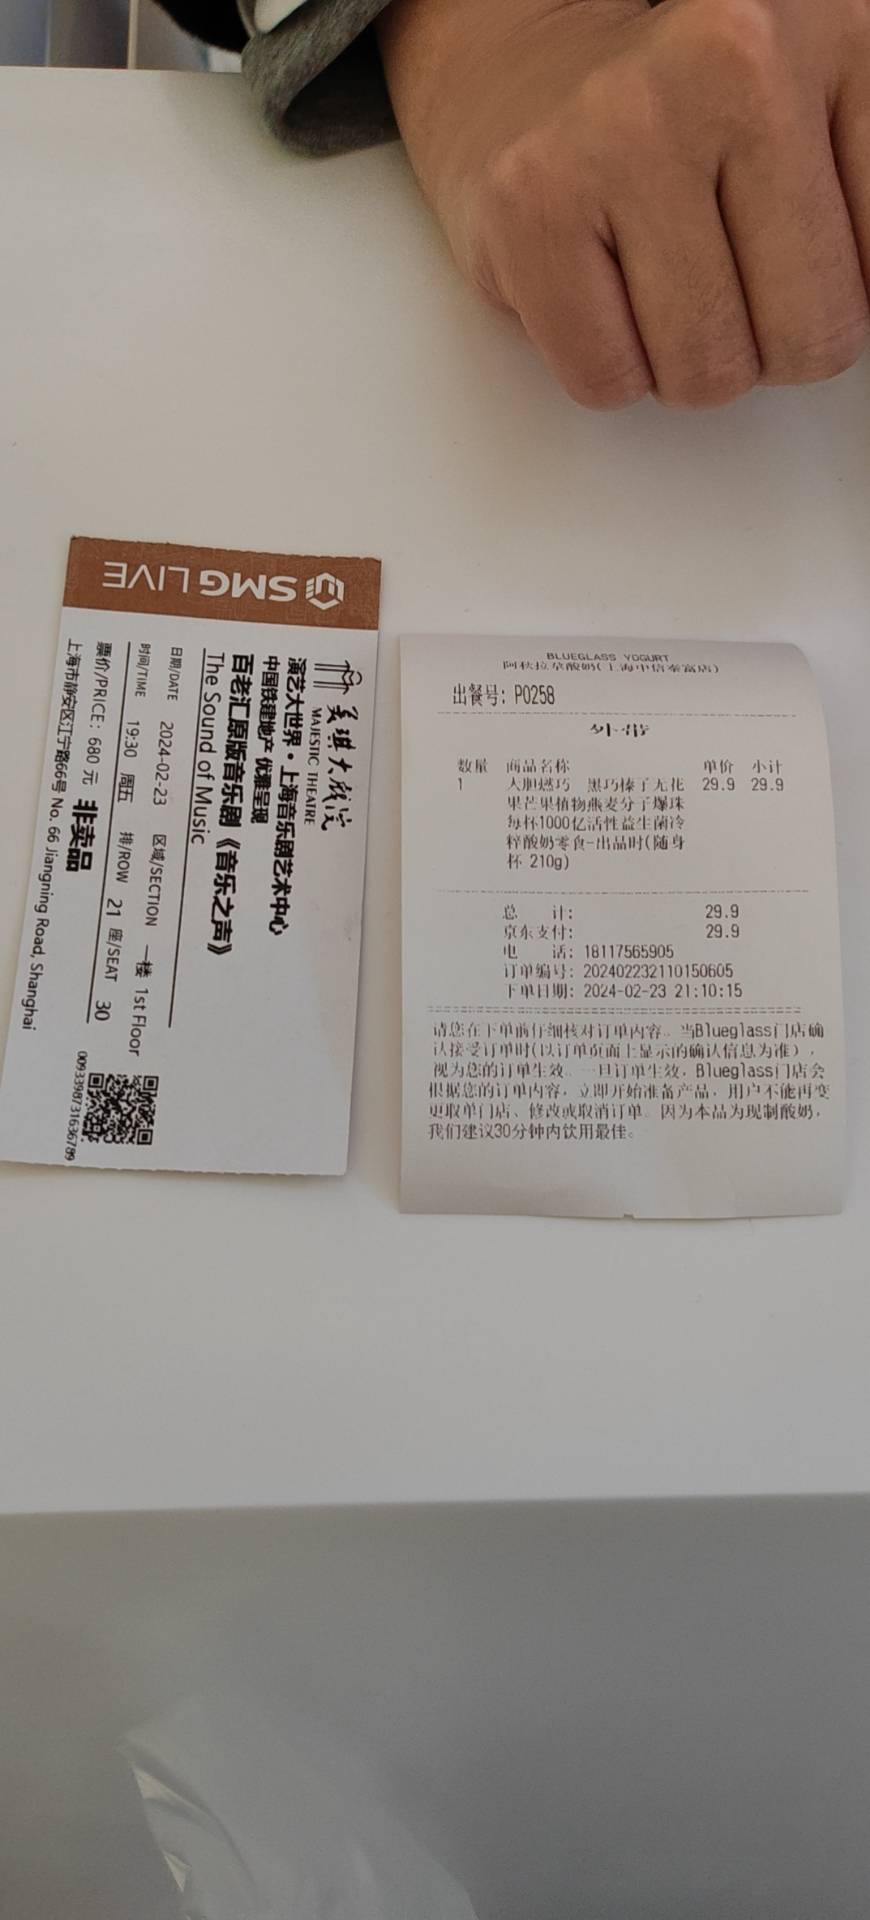 SMG LIVE
美琪大戏院
MAJESTIC THEATRE
演艺大世界·上海音乐剧艺术中心
中国铁建地产 优雅呈现
百老汇原版音乐剧《音乐之声》
The Sound of Music
日期/DATE 2024-02-23 区域/SECTION 一楼 1st Floor
时间/TIME 19:30 周五 排/ROW 21 座/SEAT 30
票价/PRICE: 680 元 非卖品
上海市静安区江宁路66号 No. 66 Jiangning Road, Shanghai
0093398731636789
BLUEGLASS YOGURT
阿秋拉尕酸奶(上海中信泰富店)
出餐号: P0258
外带
数量 商品名称 单价 小计
1 大胆燃巧 黑巧榛子无花 29.9 29.9
果芒果植物燕麦分子爆珠
每杯1000亿活性益生菌冷
粹酸奶零食-出品时(随身
杯 210g)
总 计: 29.9
京东支付: 29.9
电 话: 18117565905
订单编号: 202402232110150605
下单日期: 2024-02-23 21:10:15
请您在下单前仔细核对订单内容。当Blueglass门店确
认接受订单时(以订单页面上显示的确认信息为准),
视为您的订单生效。一旦订单生效, Blueglass门店会
根据您的订单内容, 立即开始准备产品, 用户不能再变
更取单门店、修改或取消订单。因为本品为现制酸奶,
我们建议30分钟内饮用最佳。